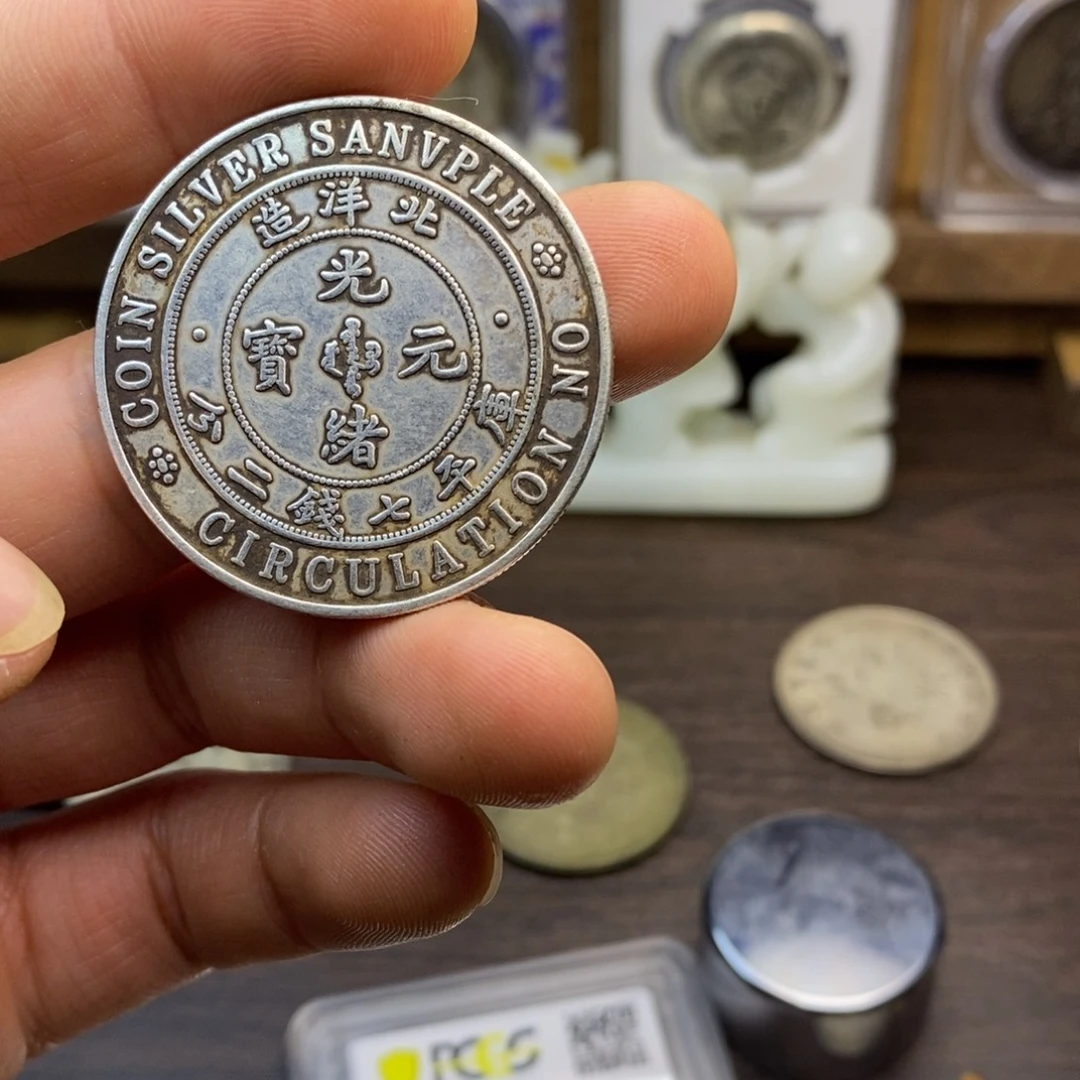 COIN SILVER SANVPLE
CIRCULATION NO
造洋北
庫平七錢二分
光緒元寶
PCGS